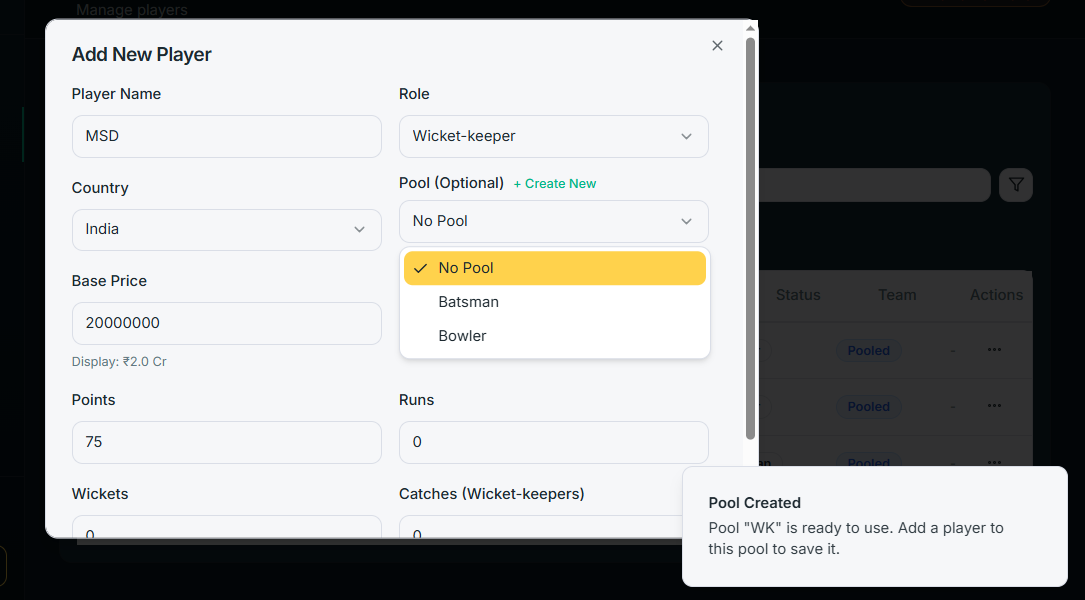 Manage players
Add New Player
Player Name
Role
MSD
Wicket-keeper
Country
Pool (Optional) + Create New
India
No Pool
Base Price
No Pool
Batsman
Bowler
20000000
Display: ₹2.0 Cr
Status Team Actions
Pooled - ...
Pooled - ...
Pooled - ...
Points
Runs
75
0
Wickets
Catches (Wicket-keepers)
0
0
Pool Created
Pool "WK" is ready to use. Add a player to
this pool to save it.